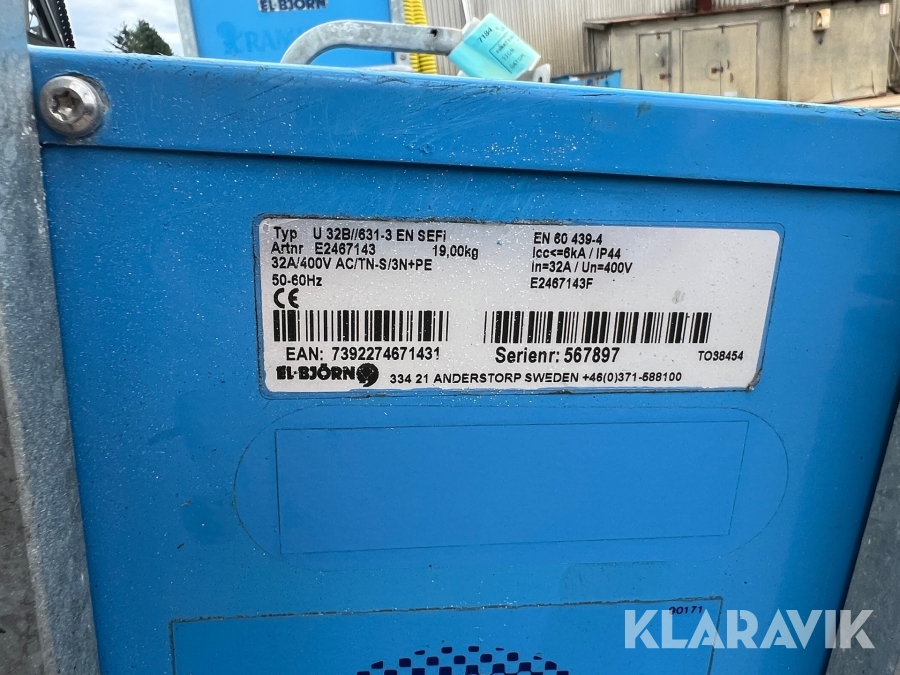 EL-BJÖRN
7184
Typ U 32B//631-3 EN SEFi
Artnr E2467143 19,00kg
32A/400V AC/TN-S/3N+PE
50-60Hz
CE
EN 60 439-4
Icc<=6kA / IP44
In=32A / Un=400V
E2467143F
EAN: 7392274671431
Serienr: 567897
TO38454
EL-BJÖRN 334 21 ANDERSTORP SWEDEN +46(0)371-588100
90171
KLARAVIK